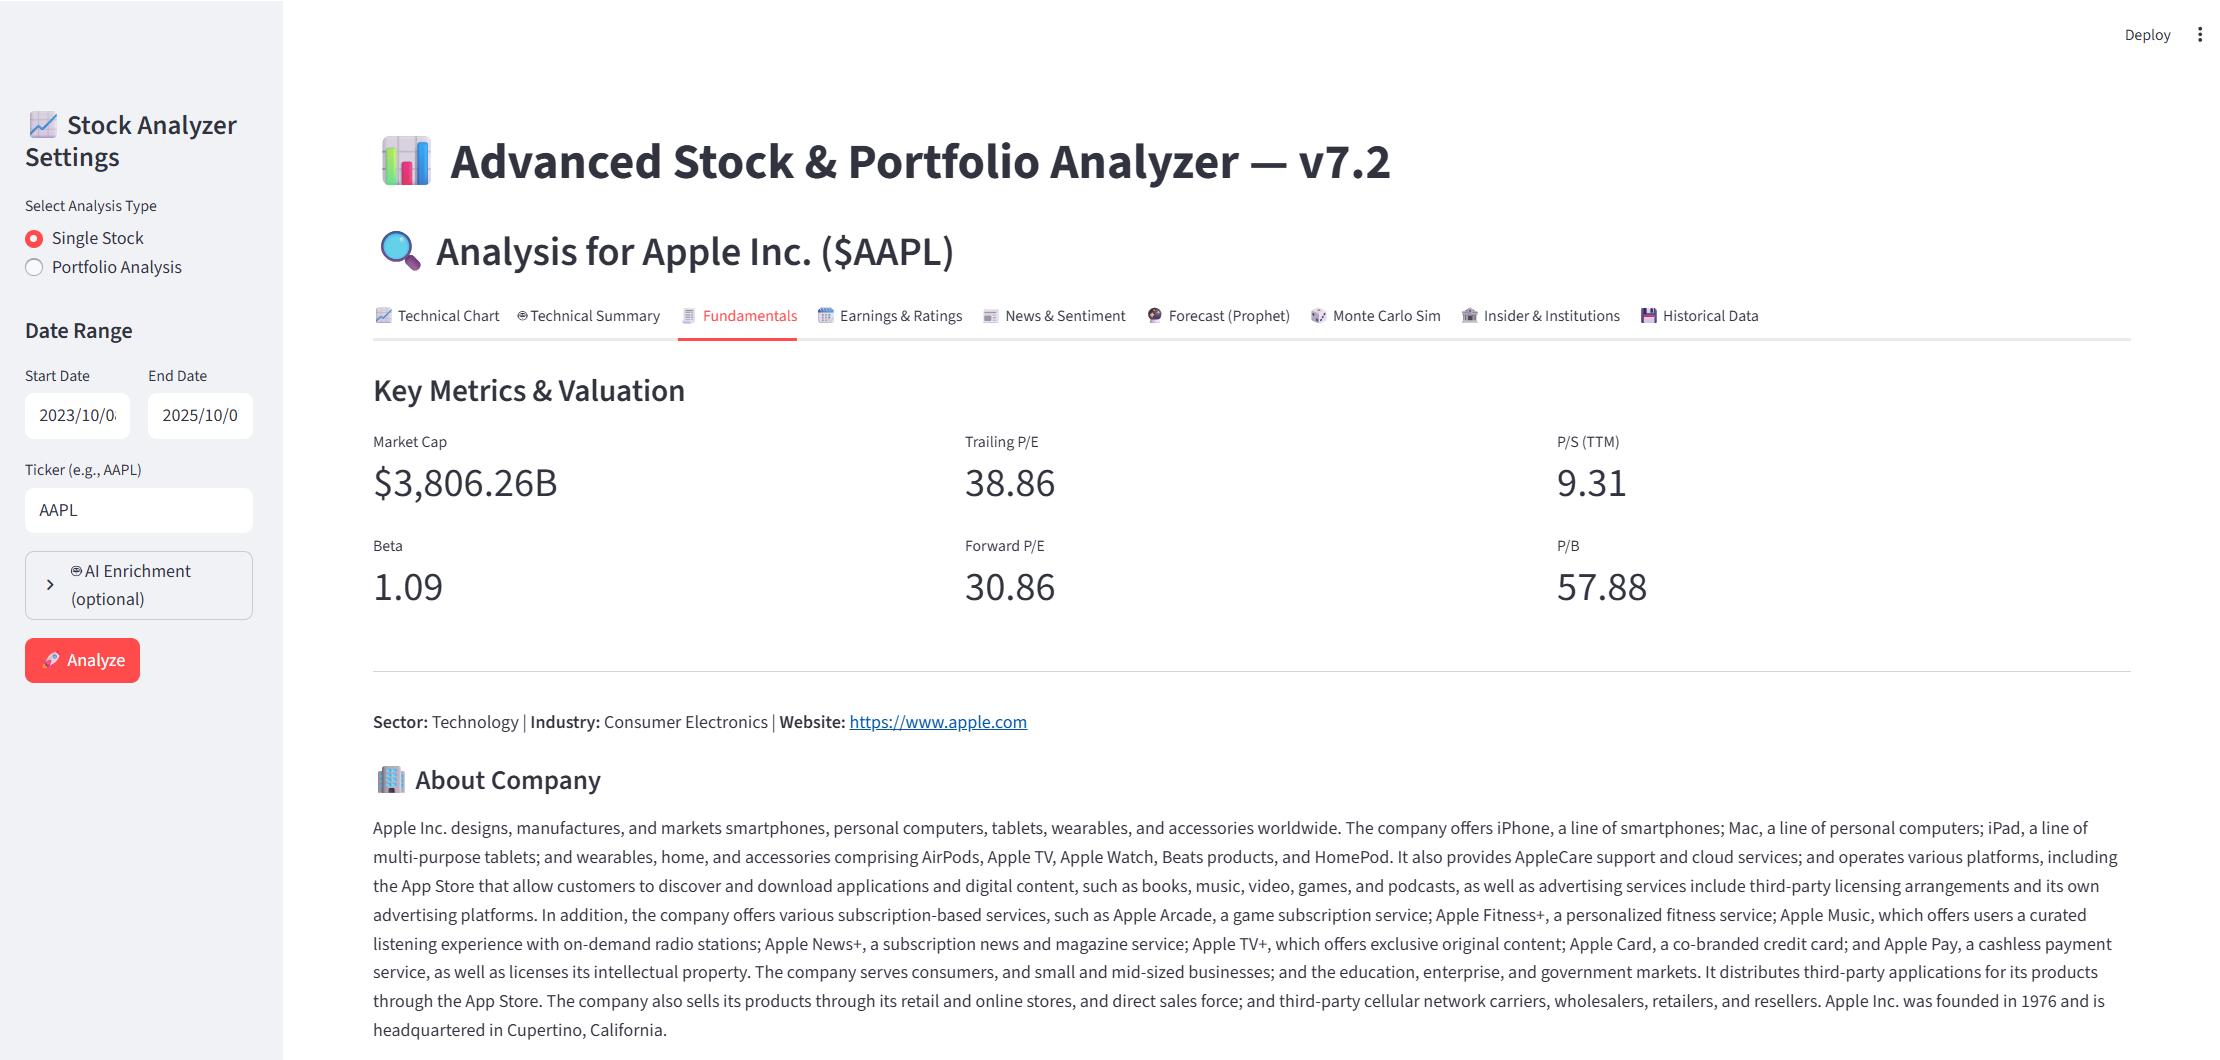 Deploy
📈 Stock Analyzer
Settings
Select Analysis Type
Single Stock
Portfolio Analysis
Date Range
Start Date
End Date
2023/10/0
2025/10/0
Ticker (e.g., AAPL)
AAPL
AI Enrichment
(optional)
🚀 Analyze
📊 Advanced Stock & Portfolio Analyzer — v7.2
🔍 Analysis for Apple Inc. ($AAPL)
Technical Chart
Technical Summary
Fundamentals
Earnings & Ratings
News & Sentiment
Forecast (Prophet)
Monte Carlo Sim
Insider & Institutions
Historical Data
Key Metrics & Valuation
Market Cap
$3,806.26B
Trailing P/E
38.86
P/S (TTM)
9.31
Beta
1.09
Forward P/E
30.86
P/B
57.88
Sector: Technology | Industry: Consumer Electronics | Website: https://www.apple.com
🏢 About Company
Apple Inc. designs, manufactures, and markets smartphones, personal computers, tablets, wearables, and accessories worldwide. The company offers iPhone, a line of smartphones; Mac, a line of personal computers; iPad, a line of
multi-purpose tablets; and wearables, home, and accessories comprising AirPods, Apple TV, Apple Watch, Beats products, and HomePod. It also provides AppleCare support and cloud services; and operates various platforms, including
the App Store that allow customers to discover and download applications and digital content, such as books, music, video, games, and podcasts, as well as advertising services include third-party licensing arrangements and its own
advertising platforms. In addition, the company offers various subscription-based services, such as Apple Arcade, a game subscription service; Apple Fitness+, a personalized fitness service; Apple Music, which offers users a curated
listening experience with on-demand radio stations; Apple News+, a subscription news and magazine service; Apple TV+, which offers exclusive original content; Apple Card, a co-branded credit card; and Apple Pay, a cashless payment
service, as well as licenses its intellectual property. The company serves consumers, and small and mid-sized businesses; and the education, enterprise, and government markets. It distributes third-party applications for its products
through the App Store. The company also sells its products through its retail and online stores, and direct sales force; and third-party cellular network carriers, wholesalers, retailers, and resellers. Apple Inc. was founded in 1976 and is
headquartered in Cupertino, California.